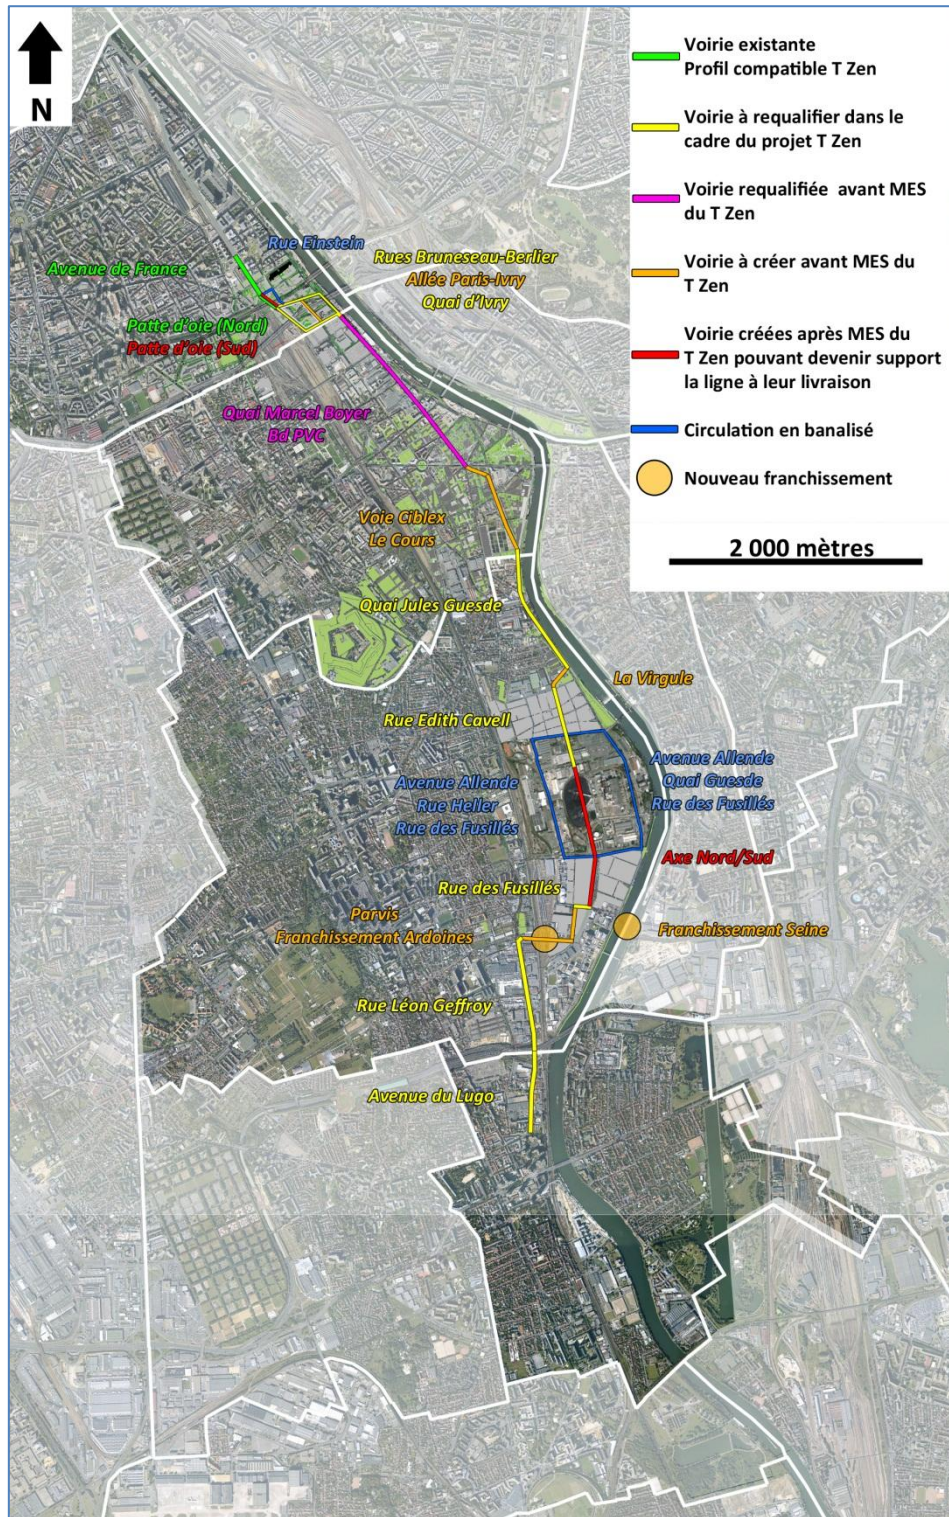 N
Voirie existante
Profil compatible T Zen
Voirie à requalifier dans le
cadre du projet T Zen
Voirie requalifiée avant MES
du T Zen
Voirie à créer avant MES du
T Zen
Voirie créées après MES du
T Zen pouvant devenir support
la ligne à leur livraison
Circulation en banalisé
Nouveau franchissement
2 000 mètres
Rue Einstein
Rues Bruneseau-Berlier
Allée Paris-Ivry
Quai d'Ivry
Avenue de France
Patte d'oie (Nord)
Patte d'oie (Sud)
Quai Marcel Boyer
Bd PVC
Voie Ciblex
Le Cours
Quai Jules Guesde
La Virgule
Rue Edith Cavell
Avenue Allende
Rue Heller
Rue des Fusillés
Avenue Allende
Quai Guesde
Rue des Fusillés
Axe Nord/Sud
Rue des Fusillés
Parvis
Franchissement Ardoines
Franchissement Seine
Rue Léon Geffroy
Avenue du Lugo